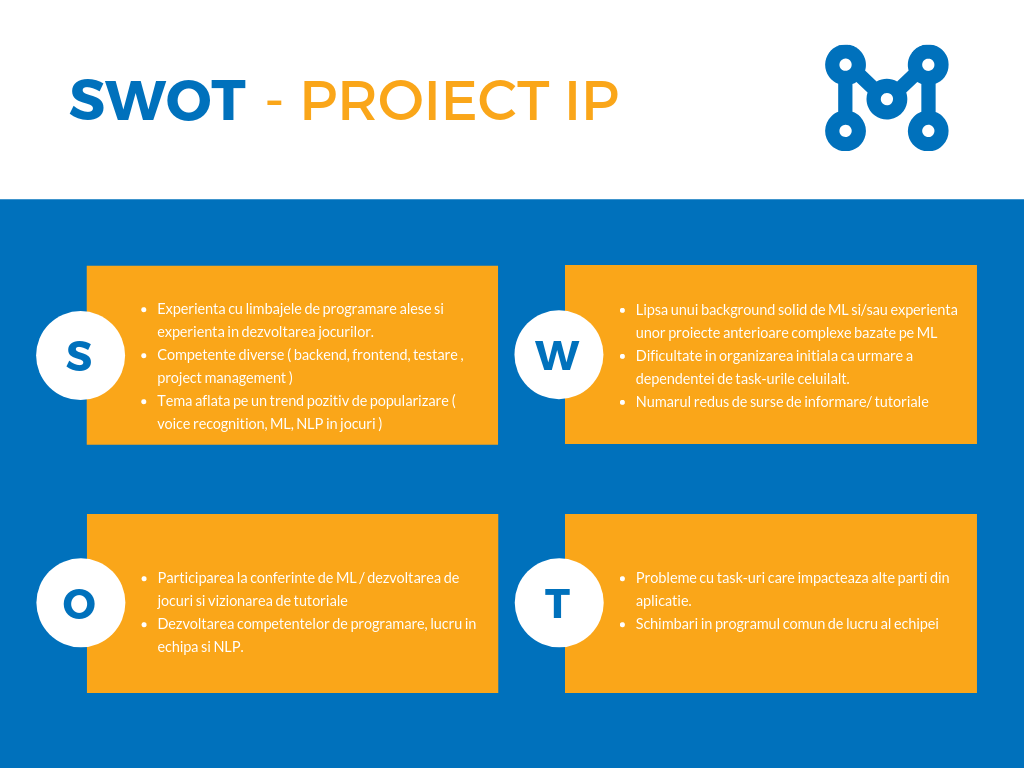 SWOT - PROIECT IP
S
• Experienta cu limbajele de programare alese si
experienta in dezvoltarea jocurilor.
• Competente diverse ( backend, frontend, testare ,
project management )
• Tema aflata pe un trend pozitiv de popularizare (
voice recognition, ML, NLP in jocuri )
W
• Lipsa unui background solid de ML si/sau experienta
unor proiecte anterioare complexe bazate pe ML
• Dificultate in organizarea initiala ca urmare a
dependentei de task-urile celuilalt.
• Numarul redus de surse de informare/ tutoriale
O
• Participarea la conferinte de ML / dezvoltarea de
jocuri si vizionarea de tutoriale
• Dezvoltarea competentelor de programare, lucru in
echipa si NLP.
T
• Probleme cu task-uri care impacteaza alte parti din
aplicatie.
• Schimbari in programul comun de lucru al echipei